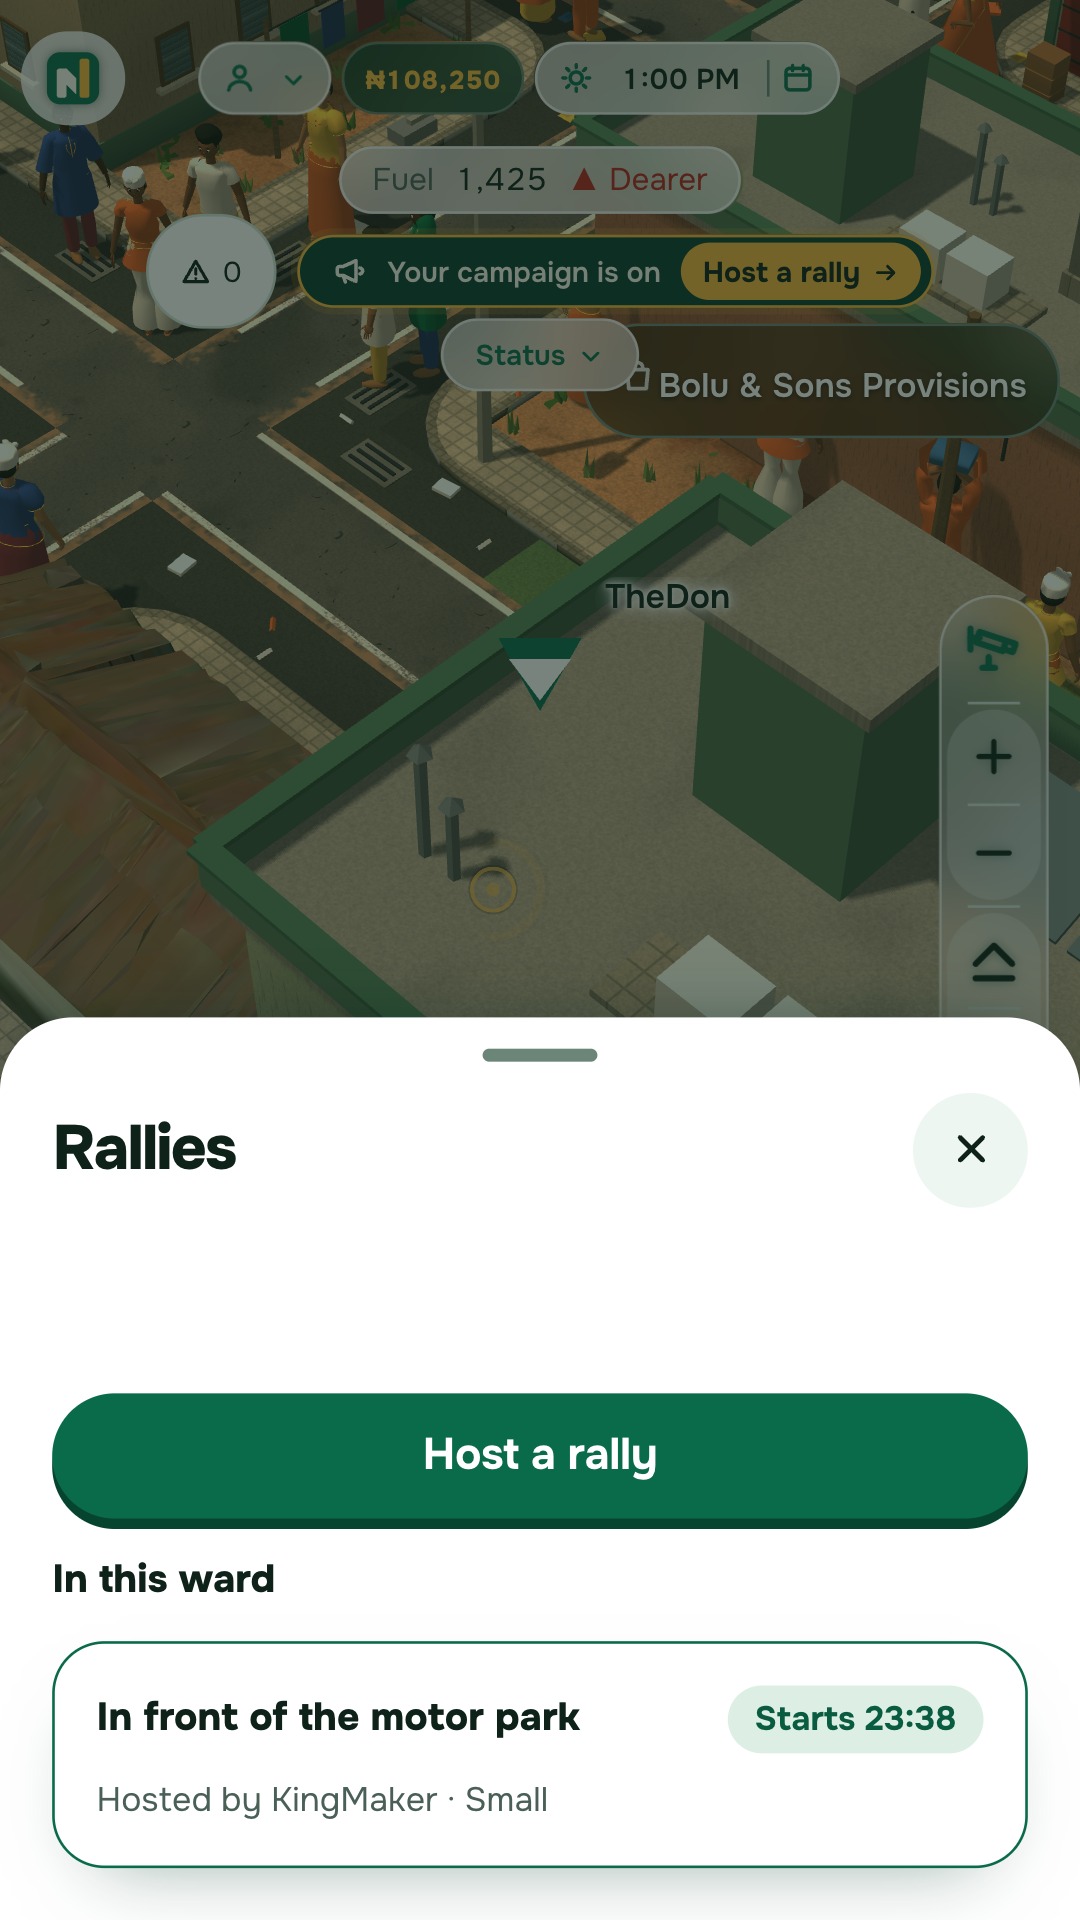 ₦108,250
1:00 PM
Fuel 1,425 ▲ Dearer
0
Your campaign is on
Host a rally →
Status
Bolu & Sons Provisions
TheDon
Rallies
Host a rally
In this ward
In front of the motor park
Starts 23:38
Hosted by KingMaker · Small